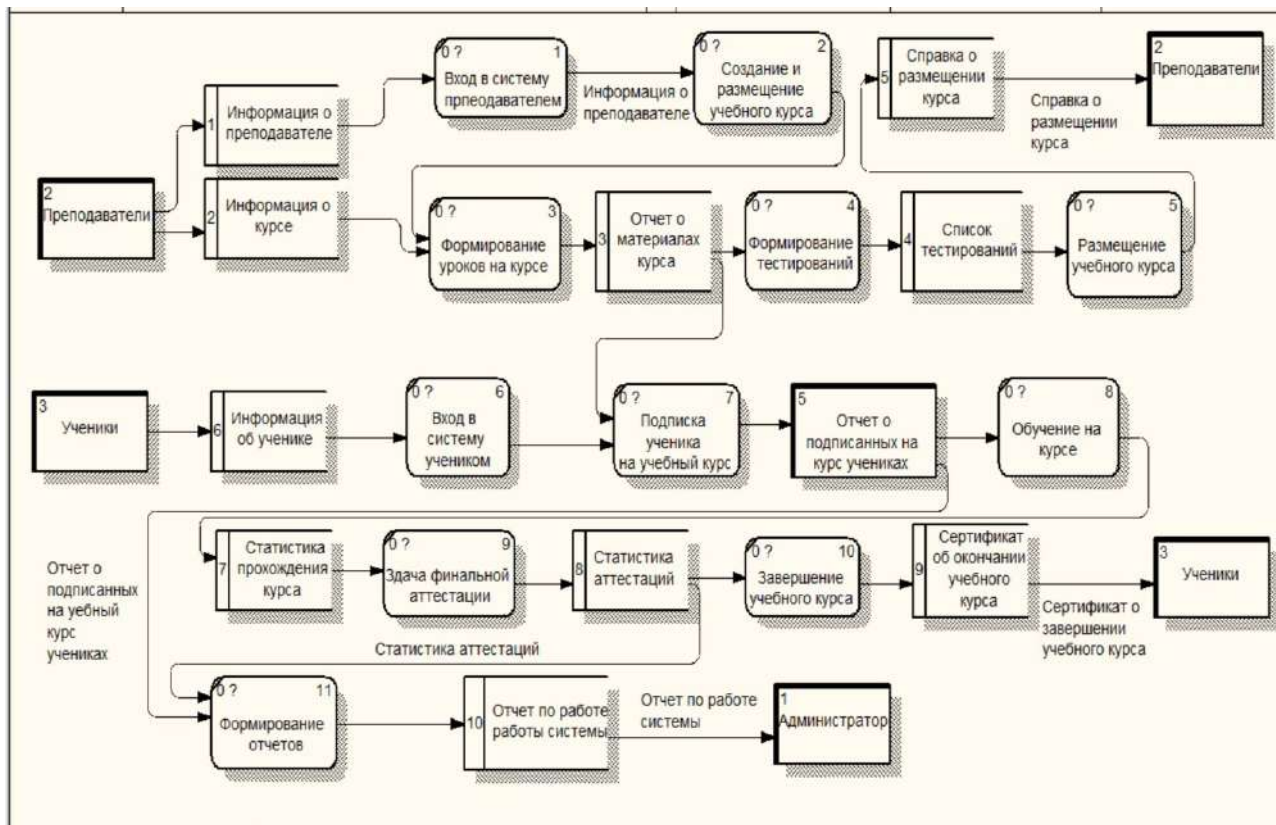 0 ?
1
Вход в систему
прпеодавателем
0 ?
2
Создание и
размещение
учебного курса
Информация о
преподавателе
5
Справка о
размещении
курса
2
Преподаватели
Справка о
размещении
курса
1
Информация о
преподавателе
2
Преподаватели
2
Информация о
курсе
0 ?
3
Формирование
уроков на курсе
3
Отчет о
материалах
курса
0 ?
4
Формирование
тестирований
4
Список
тестирований
0 ?
5
Размещение
учебного курса
3
Ученики
6
Информация
об ученике
0 ?
6
Вход в
систему
учеником
0 ?
7
Подписка
ученика
на учебный курс
5
Отчет о
подписанных на
курс учениках
0 ?
8
Обучение на
курсе
Отчет о
подписанных
на уебный
курс
учениках
7
Статистика
прохождения
курса
0 ?
9
Здача финальной
аттестации
8
Статистика
аттестаций
0 ?
10
Завершение
учебного курса
9
Сертификат
об окончании
учебного
курса
3
Ученики
Сертификат о
завершении
учебного курса
Статистика аттестаций
0 ?
11
Формирование
отчетов
10
Отчет по работе
работы системы
Отчет по работе
системы
1
Администратор